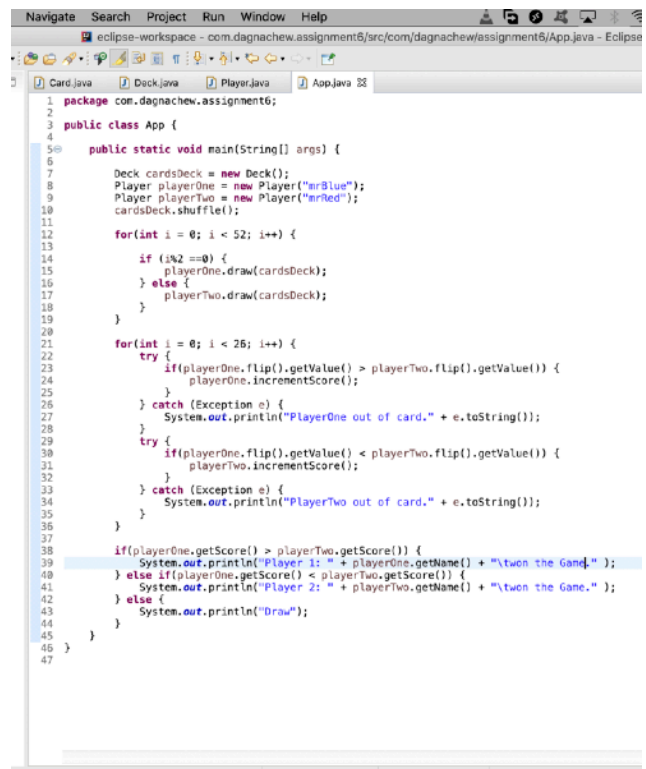 Navigate Search Project Run Window Help
eclipse-workspace - com.dagnachew.assignment6/src/com/dagnachew/assignment6/App.java - Eclipse
Card.java Deck.java Player.java App.java
1 package com.dagnachew.assignment6;
2
3 public class App {
4
5 public static void main(String[] args) {
6
7 Deck cardsDeck = new Deck();
8 Player playerOne = new Player("mrBlue");
9 Player playerTwo = new Player("mrRed");
10 cardsDeck.shuffle();
11
12 for(int i = 0; i < 52; i++) {
13
14 if (i%2 ==0) {
15 playerOne.draw(cardsDeck);
16 } else {
17 playerTwo.draw(cardsDeck);
18 }
19 }
20
21 for(int i = 0; i < 26; i++) {
22 try {
23 if(playerOne.flip().getValue() > playerTwo.flip().getValue()) {
24 playerOne.incrementScore();
25 }
26 } catch (Exception e) {
27 System.out.println("PlayerOne out of card." + e.toString());
28 }
29 try {
30 if(playerOne.flip().getValue() < playerTwo.flip().getValue()) {
31 playerTwo.incrementScore();
32 }
33 } catch (Exception e) {
34 System.out.println("PlayerTwo out of card." + e.toString());
35 }
36 }
37
38 if(playerOne.getScore() > playerTwo.getScore()) {
39 System.out.println("Player 1: " + playerOne.getName() + "\twon the Game." );
40 } else if(playerOne.getScore() < playerTwo.getScore()) {
41 System.out.println("Player 2: " + playerTwo.getName() + "\twon the Game." );
42 } else {
43 System.out.println("Draw");
44 }
45 }
46 }
47